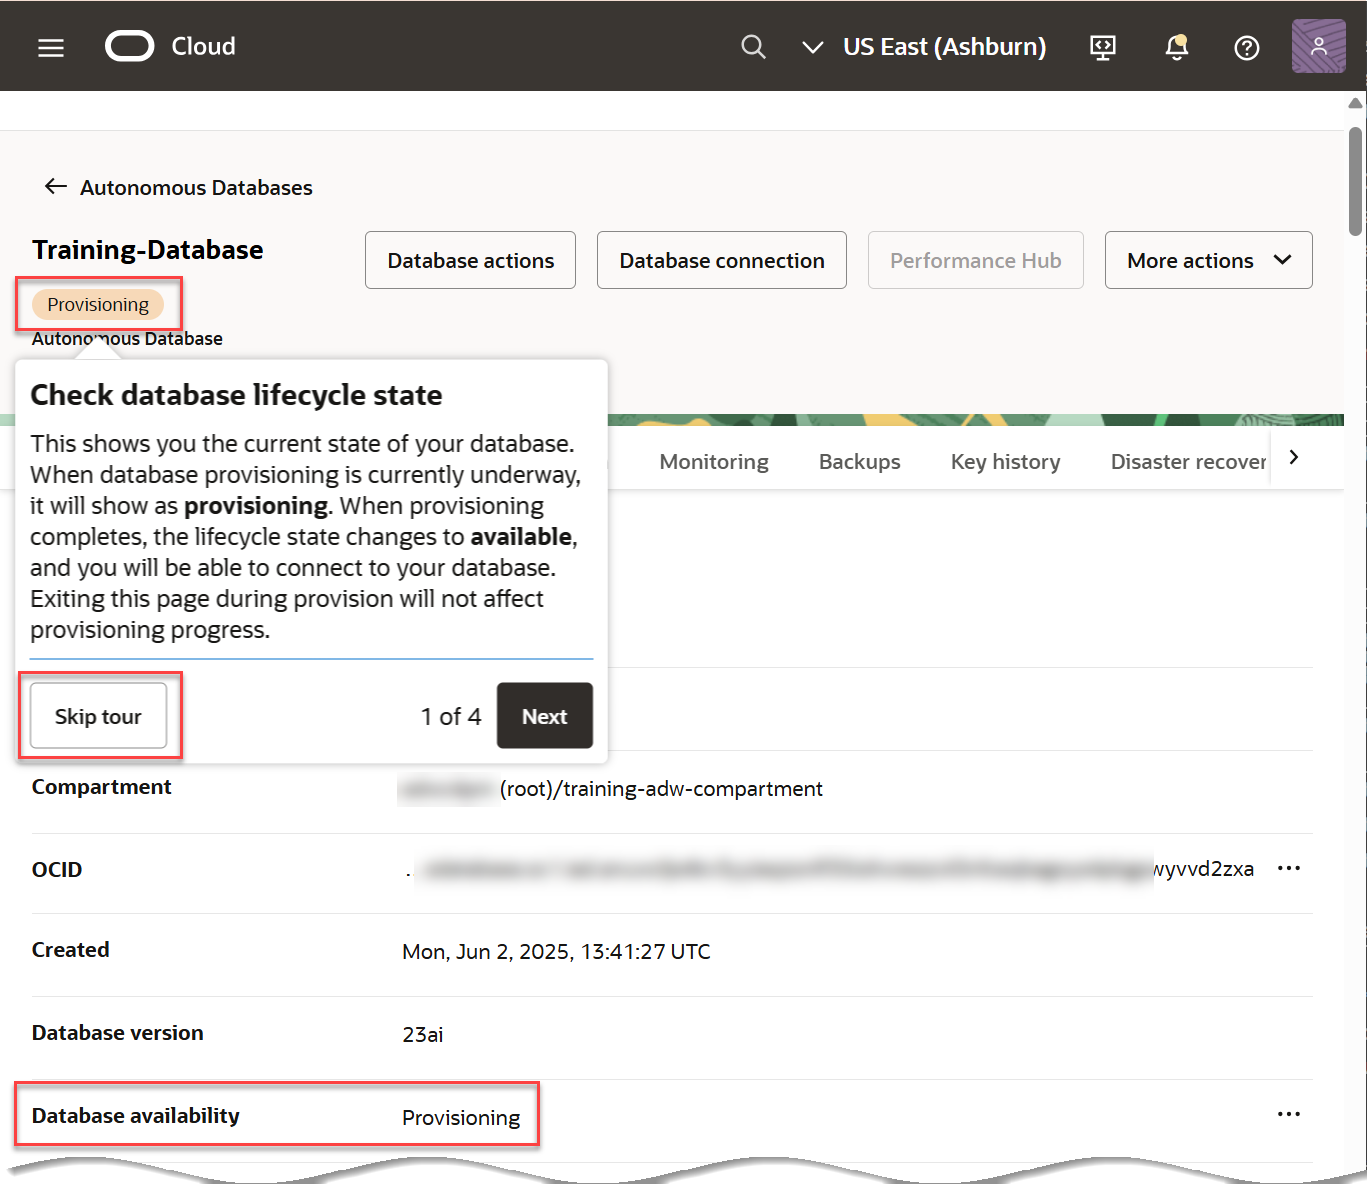 Cloud
US East (Ashburn)
Autonomous Databases
Training-Database
Database actions
Database connection
Performance Hub
More actions
Provisioning
Autonomous Database
Check database lifecycle state
This shows you the current state of your database.
When database provisioning is currently underway,
it will show as provisioning. When provisioning
completes, the lifecycle state changes to available,
and you will be able to connect to your database.
Exiting this page during provision will not affect
provisioning progress.
Skip tour
1 of 4
Next
Monitoring
Backups
Key history
Disaster recover
Compartment
(root)/training-adw-compartment
OCID
wyvvd2zxa
Created
Mon, Jun 2, 2025, 13:41:27 UTC
Database version
23ai
Database availability
Provisioning